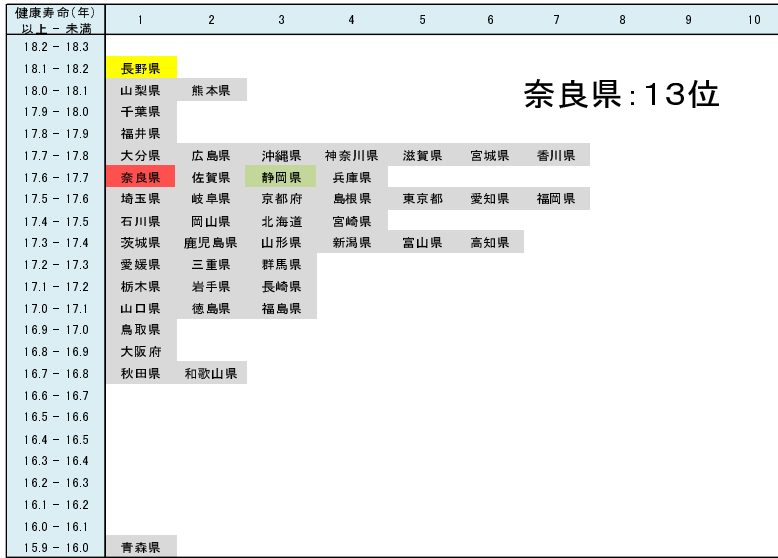 健康寿命(年)
以上 - 未満 1 2 3 4 5 6 7 8 9 10
18.2 - 18.3
18.1 - 18.2 長野県
18.0 - 18.1 山梨県 熊本県
奈良県:13位
17.9 - 18.0 千葉県
17.8 - 17.9 福井県
17.7 - 17.8 大分県 広島県 沖縄県 神奈川県 滋賀県 宮城県 香川県
17.6 - 17.7 奈良県 佐賀県 静岡県 兵庫県
17.5 - 17.6 埼玉県 岐阜県 京都府 島根県 東京都 愛知県 福岡県
17.4 - 17.5 石川県 岡山県 北海道 宮崎県
17.3 - 17.4 茨城県 鹿児島県 山形県 新潟県 富山県 高知県
17.2 - 17.3 愛媛県 三重県 群馬県
17.1 - 17.2 栃木県 岩手県 長崎県
17.0 - 17.1 山口県 徳島県 福島県
16.9 - 17.0 鳥取県
16.8 - 16.9 大阪府
16.7 - 16.8 秋田県 和歌山県
16.6 - 16.7
16.5 - 16.6
16.4 - 16.5
16.3 - 16.4
16.2 - 16.3
16.1 - 16.2
16.0 - 16.1
15.9 - 16.0 青森県